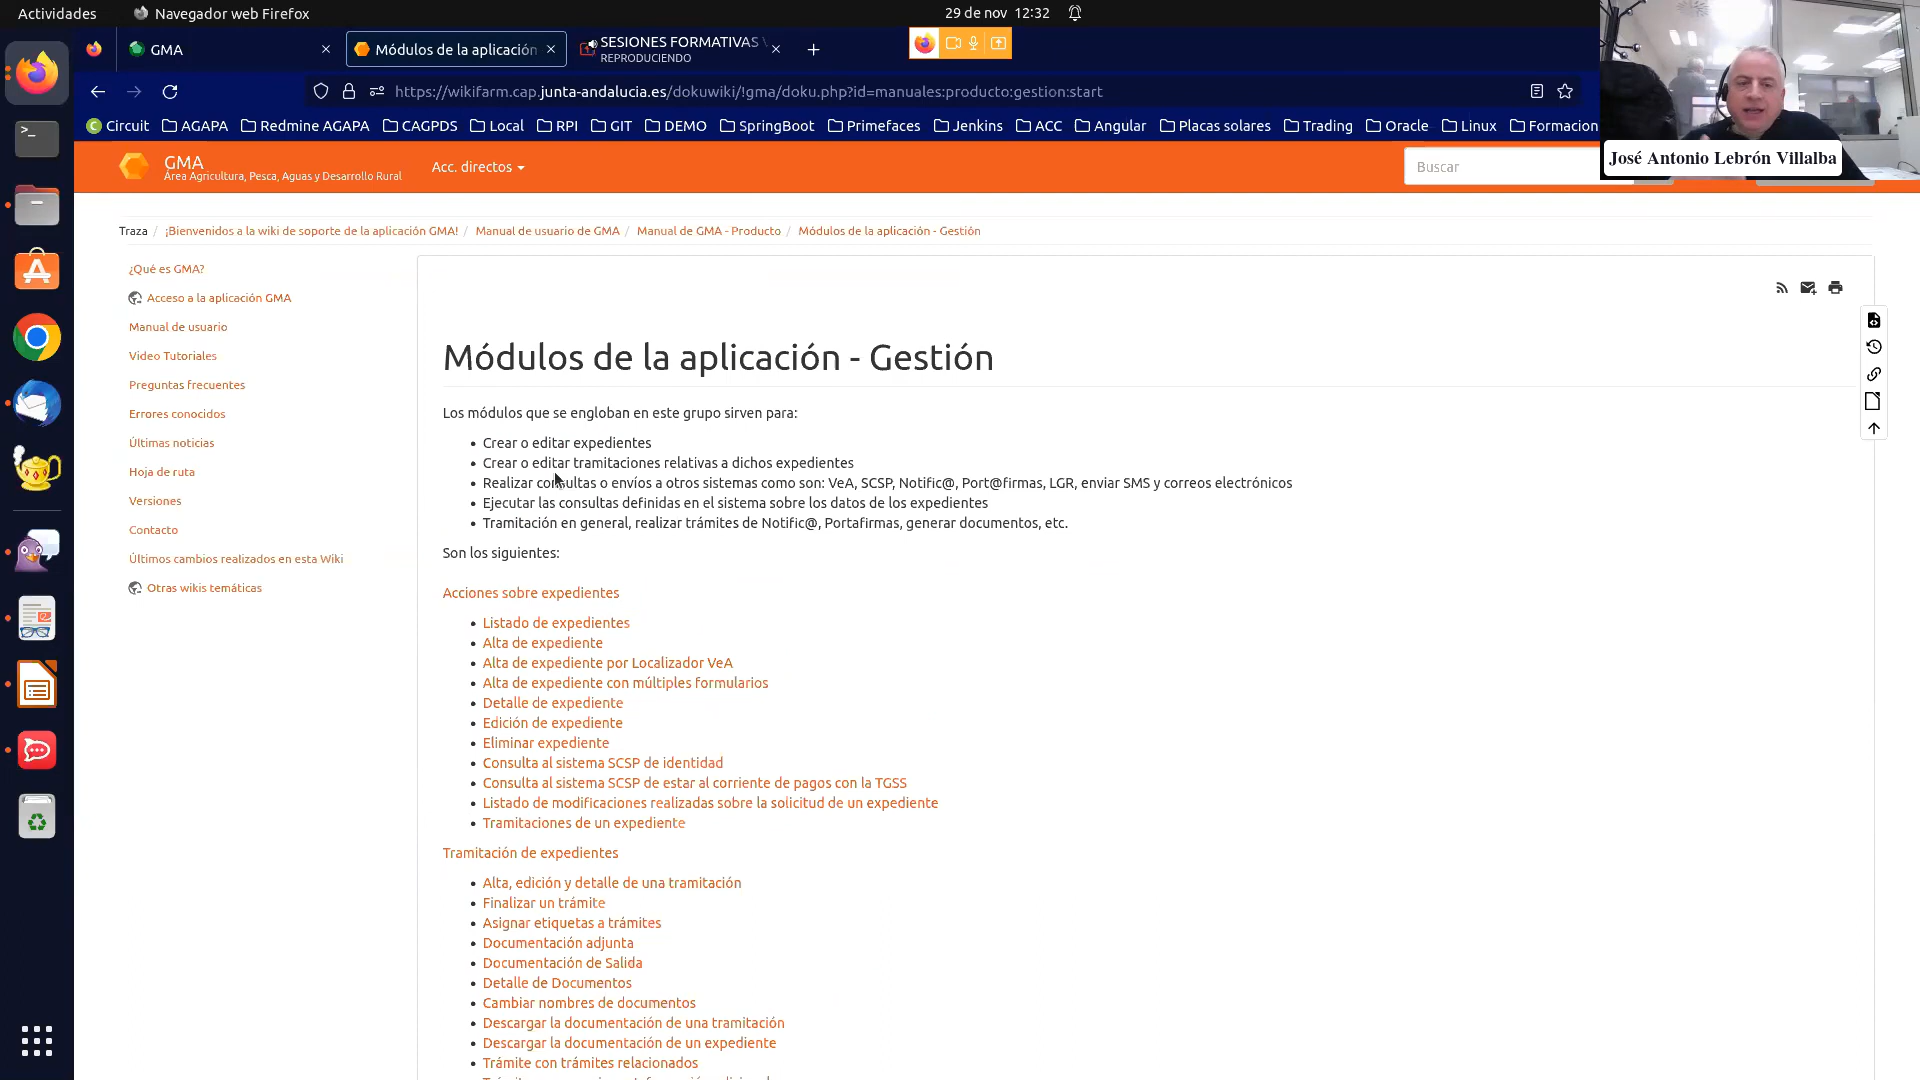 Actividades
Navegador web Firefox
29 de nov 12:32
GMA
Módulos de la aplicación
SESIONES FORMATIVAS
REPRODUCIENDO
https://wikifarm.cap.junta-andalucia.es/dokuwiki/!gma/doku.php?id=manuales:producto:gestion:start
Circuit
AGAPA
Redmine AGAPA
CAGPDS
Local
RPI
GIT
DEMO
SpringBoot
Primefaces
Jenkins
ACC
Angular
Placas solares
Trading
Oracle
Linux
Formacion
José Antonio Lebrón Villalba
GMA
Área Agricultura, Pesca, Aguas y Desarrollo Rural
Acc. directos
Buscar
Traza / ¡Bienvenidos a la wiki de soporte de la aplicación GMA! / Manual de usuario de GMA / Manual de GMA - Producto / Módulos de la aplicación - Gestión
¿Qué es GMA?
Acceso a la aplicación GMA
Manual de usuario
Video Tutoriales
Preguntas frecuentes
Errores conocidos
Últimas noticias
Hoja de ruta
Versiones
Contacto
Últimos cambios realizados en esta Wiki
Otras wikis temáticas
Módulos de la aplicación - Gestión
Los módulos que se engloban en este grupo sirven para:
Crear o editar expedientes
Crear o editar tramitaciones relativas a dichos expedientes
Realizar consultas o envíos a otros sistemas como son: VeA, SCSP, Notific@, Port@firmas, LGR, enviar SMS y correos electrónicos
Ejecutar las consultas definidas en el sistema sobre los datos de los expedientes
Tramitación en general, realizar trámites de Notific@, Portafirmas, generar documentos, etc.
Son los siguientes:
Acciones sobre expedientes
Listado de expedientes
Alta de expediente
Alta de expediente por Localizador VeA
Alta de expediente con múltiples formularios
Detalle de expediente
Edición de expediente
Eliminar expediente
Consulta al sistema SCSP de identidad
Consulta al sistema SCSP de estar al corriente de pagos con la TGSS
Listado de modificaciones realizadas sobre la solicitud de un expediente
Tramitaciones de un expediente
Tramitación de expedientes
Alta, edición y detalle de una tramitación
Finalizar un trámite
Asignar etiquetas a trámites
Documentación adjunta
Documentación de Salida
Detalle de Documentos
Cambiar nombres de documentos
Descargar la documentación de una tramitación
Descargar la documentación de un expediente
Trámite con trámites relacionados